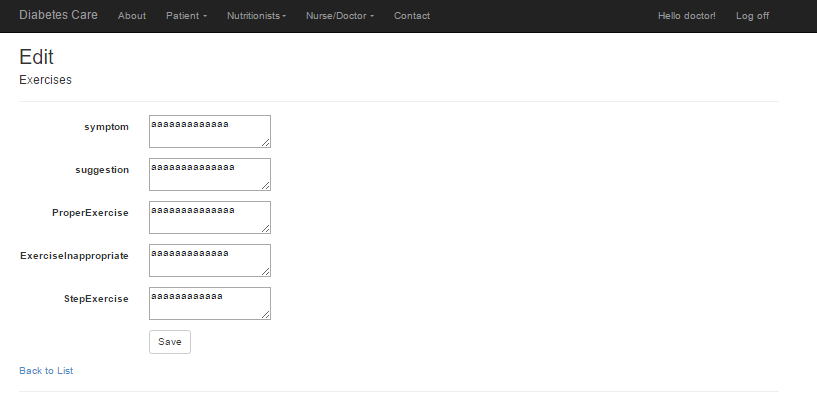 Diabetes Care About Patient Nutritionists Nurse/Doctor Contact Hello doctor! Log off
Edit
Exercises
symptom aaaaaaaaaaaaa
suggestion aaaaaaaaaaaaaa
ProperExercise aaaaaaaaaaaaaa
ExerciseInappropriate aaaaaaaaaaaaa
StepExercise aaaaaaaaaaaa
Save
Back to List